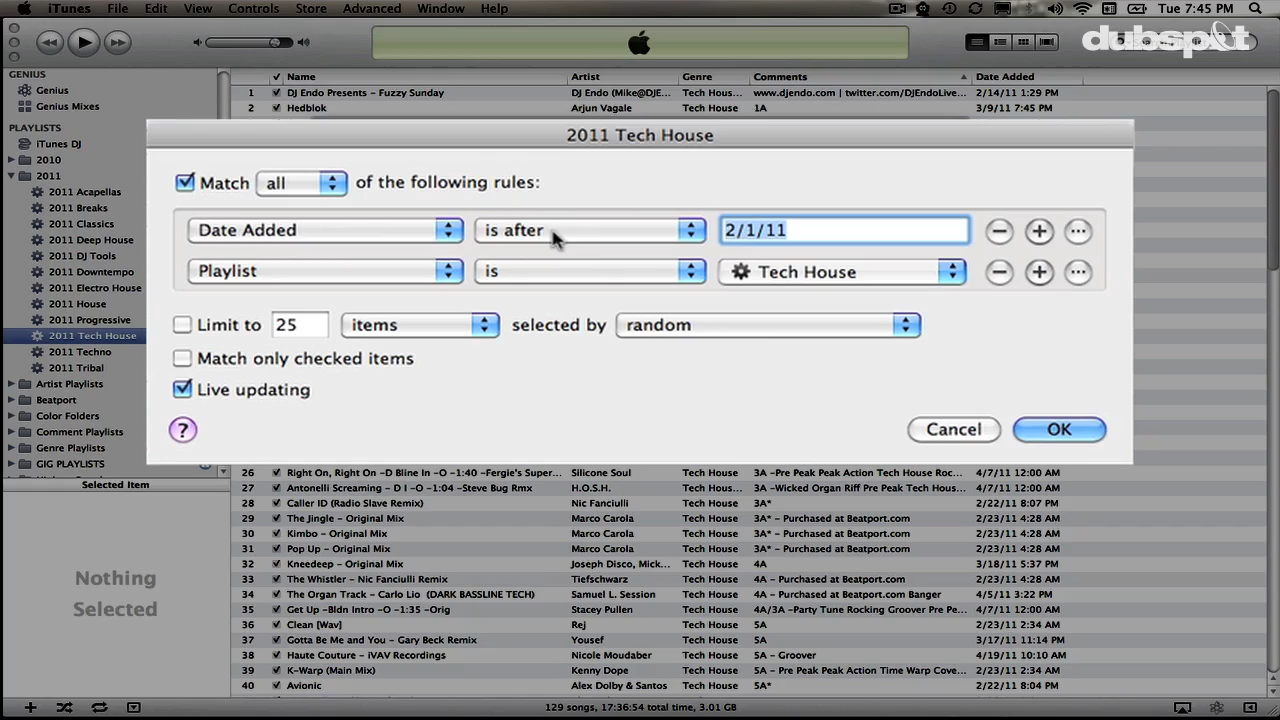 iTunes File Edit View Controls Store Advanced Window Help Tue 7:45 PM
dubspot
GENIUS
Genius
Genius Mixes
PLAYLISTS
iTunes DJ
2010
2011
2011 Acapellas
2011 Breaks
2011 Classics
2011 Deep House
2011 DJ Tools
2011 Downtempo
2011 Electro House
2011 House
2011 Progressive
2011 Tech House
2011 Techno
2011 Tribal
Artist Playlists
Beatport
Color Folders
Comment Playlists
Genre Playlists
GIG PLAYLISTS
Selected Item
Nothing
Selected
Name Artist Genre Comments Date Added
1 DJ Endo Presents – Fuzzy Sunday DJ Endo (Mike@DJE... Tech Hous... www.djendo.com | twitter.com/DJEndoLive... 2/14/11 1:29 PM
2 Hedblok Arjun Vagale Tech House 1A 3/9/11 7:45 PM
2011 Tech House
Match all of the following rules:
Date Added is after 2/1/11
Playlist is Tech House
Limit to 25 items selected by random
Match only checked items
Live updating
? Cancel OK
26 Right On, Right On -D Bline In -O -1:40 -Fergie's Super... Silicone Soul Tech House 3A -Pre Peak Peak Action Tech House Roc... 4/7/11 12:00 AM
27 Antonelli Screaming - D I -O -1:04 -Steve Bug Rmx H.O.S.H. Tech Hous... 3A -Wicked Organ Riff Pre Peak Tech Hous... 4/7/11 12:00 AM
28 Caller ID (Radio Slave Remix) Nic Fanciulli Tech House 3A* 2/22/11 8:07 PM
29 The Jingle – Original Mix Marco Carola Tech House 3A* - Purchased at Beatport.com 2/23/11 4:28 AM
30 Kimbo – Original Mix Marco Carola Tech House 3A* - Purchased at Beatport.com 2/23/11 4:28 AM
31 Pop Up – Original Mix Marco Carola Tech House 3A* - Purchased at Beatport.com 2/23/11 4:28 AM
32 Kneedeep – Original Mix Joseph Disco, Mick... Tech House 4A 3/18/11 5:37 PM
33 The Whistler – Nic Fanciulli Remix Tiefschwarz Tech House 4A - Purchased at Beatport.com 2/23/11 4:28 AM
34 The Organ Track – Carlo Lio (DARK BASSLINE TECH) Samuel L. Session Tech House 4A - Purchased at Beatport.com Banger 4/5/11 3:22 PM
35 Get Up -Bldn Intro -O -1:35 -Orig Stacey Pullen Tech House 4A/3A -Party Tune Rocking Groover Pre Pe... 4/7/11 12:00 AM
36 Clean [Wav] Rej Tech House 5A 2/23/11 2:34 AM
37 Gotta Be Me and You – Gary Beck Remix Yousef Tech House 5A 3/17/11 11:14 PM
38 Haute Couture – iVAV Recordings Nicole Moudaber Tech House 5A - Groover 4/19/11 10:10 AM
39 K-Warp (Main Mix) Kenny Dope Tech House 5A - Pre Peak Peak Action Time Warp Cove... 2/23/11 2:34 AM
40 Avionic Alex Dolby & Santos Tech House 5A* 2/22/11 8:04 PM
129 songs, 17:36:54 total time, 3.01 GB